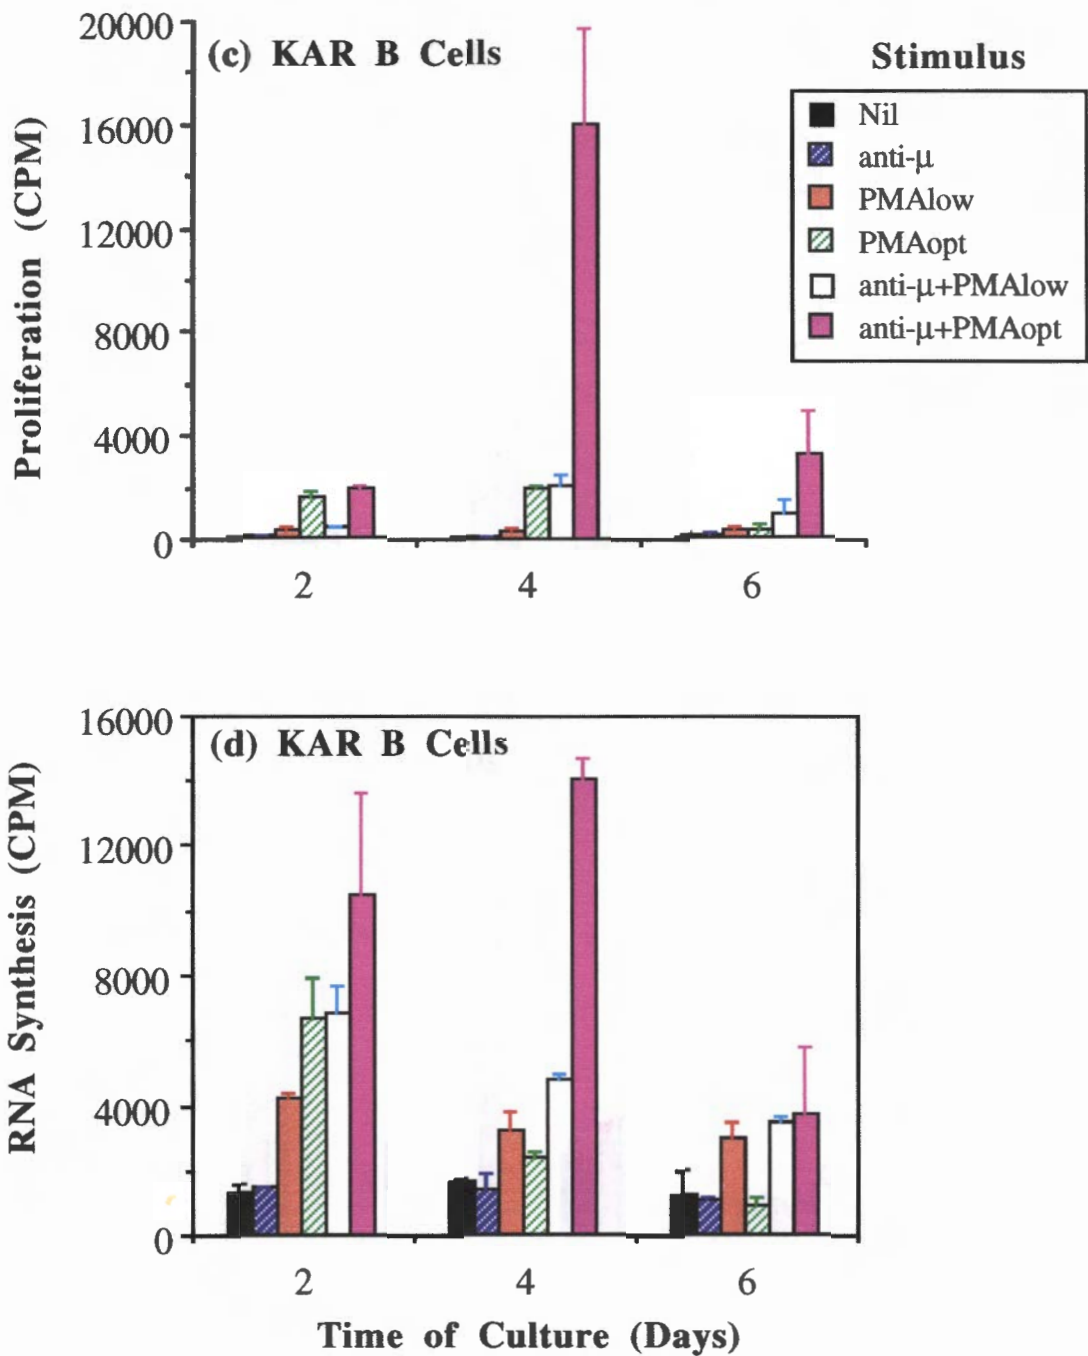 (c) KAR B Cells
Proliferation (CPM)
20000
16000
12000
8000
4000
0
2 4 6
Stimulus
Nil
anti-μ
PMAlow
PMAopt
anti-μ+PMAlow
anti-μ+PMAopt
(d) KAR B Cells
RNA Synthesis (CPM)
16000
12000
8000
4000
0
2 4 6
Time of Culture (Days)